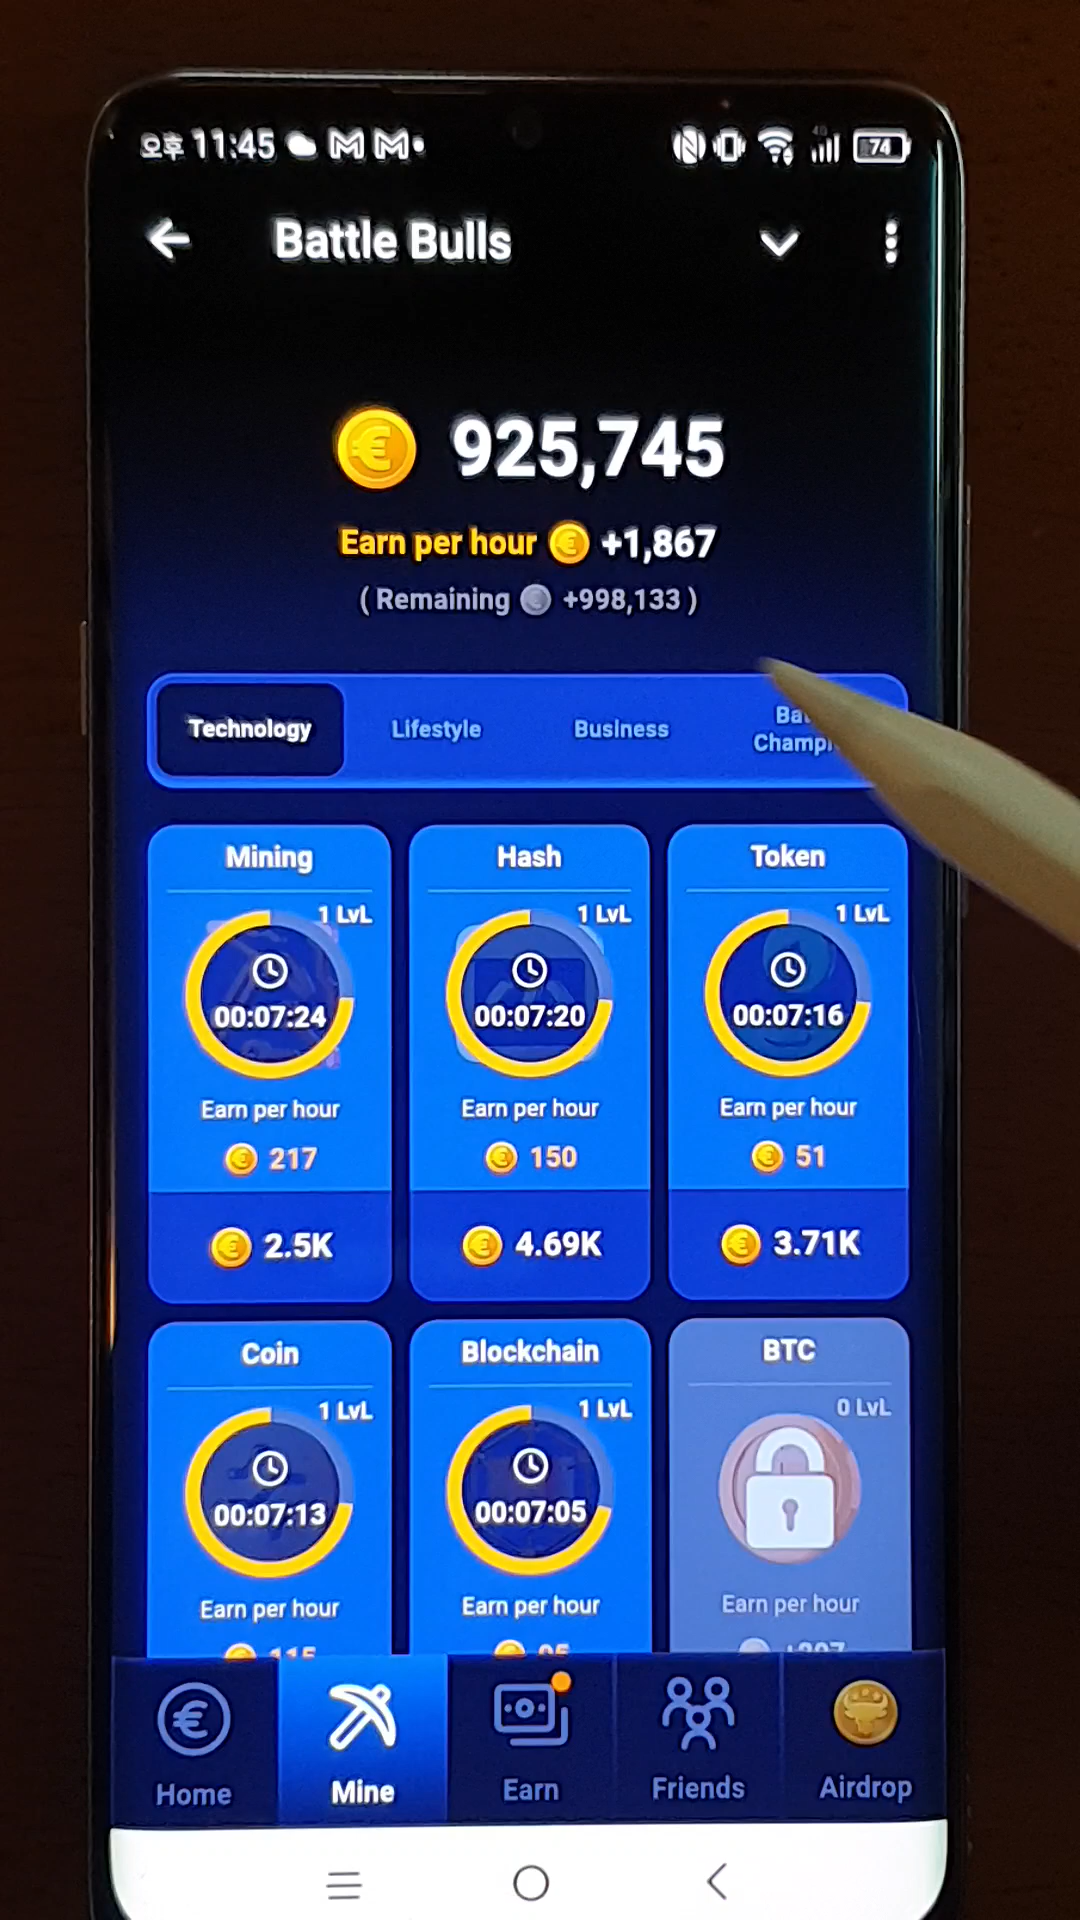 오후 11:45
74
Battle Bulls
925,745
Earn per hour +1,867
( Remaining +998,133 )
Technology
Lifestyle
Business
Mining
1 LvL
00:07:24
Earn per hour
217
2.5K
Hash
1 LvL
00:07:20
Earn per hour
150
4.69K
Token
1 LvL
00:07:16
Earn per hour
51
3.71K
Coin
1 LvL
00:07:13
Earn per hour
Blockchain
1 LvL
00:07:05
Earn per hour
BTC
0 LvL
Earn per hour
Home
Mine
Earn
Friends
Airdrop